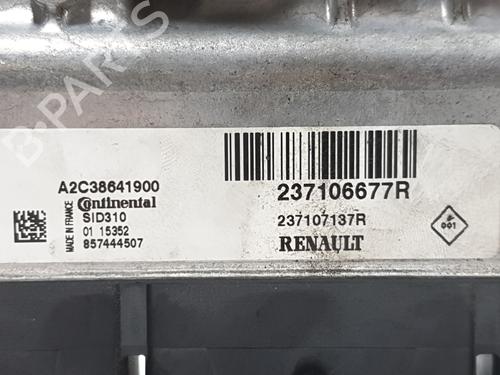 B-PARTS
A2C38641900
Continental
SID310
01 15352
857444507
MADE IN FRANCE
237106677R
237107137R
RENAULT
001